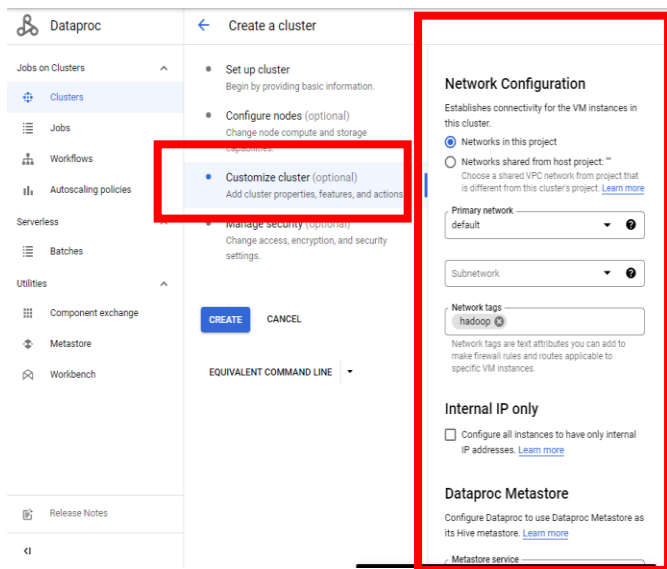 Dataproc
Create a cluster
Jobs on Clusters
Clusters
Jobs
Workflows
Autoscaling policies
Serverless
Batches
Utilities
Component exchange
Metastore
Workbench
Release Notes
Set up cluster
Begin by providing basic information.
Configure nodes (optional)
Change node compute and storage
capabilities.
Customize cluster (optional)
Add cluster properties, features, and actions
Manage security (optional)
Change access, encryption, and security
settings.
CREATE
CANCEL
EQUIVALENT COMMAND LINE
Network Configuration
Establishes connectivity for the VM instances in
this cluster.
Networks in this project
Networks shared from host project: ""
Choose a shared VPC network from project that
is different from this cluster's project. Learn more
Primary network
default
Subnetwork
Network tags
hadoop
Network tags are text attributes you can add to
make firewall rules and routes applicable to
specific VM instances.
Internal IP only
Configure all instances to have only internal
IP addresses. Learn more
Dataproc Metastore
Configure Dataproc to use Dataproc Metastore as
its Hive metastore. Learn more
Metastore service